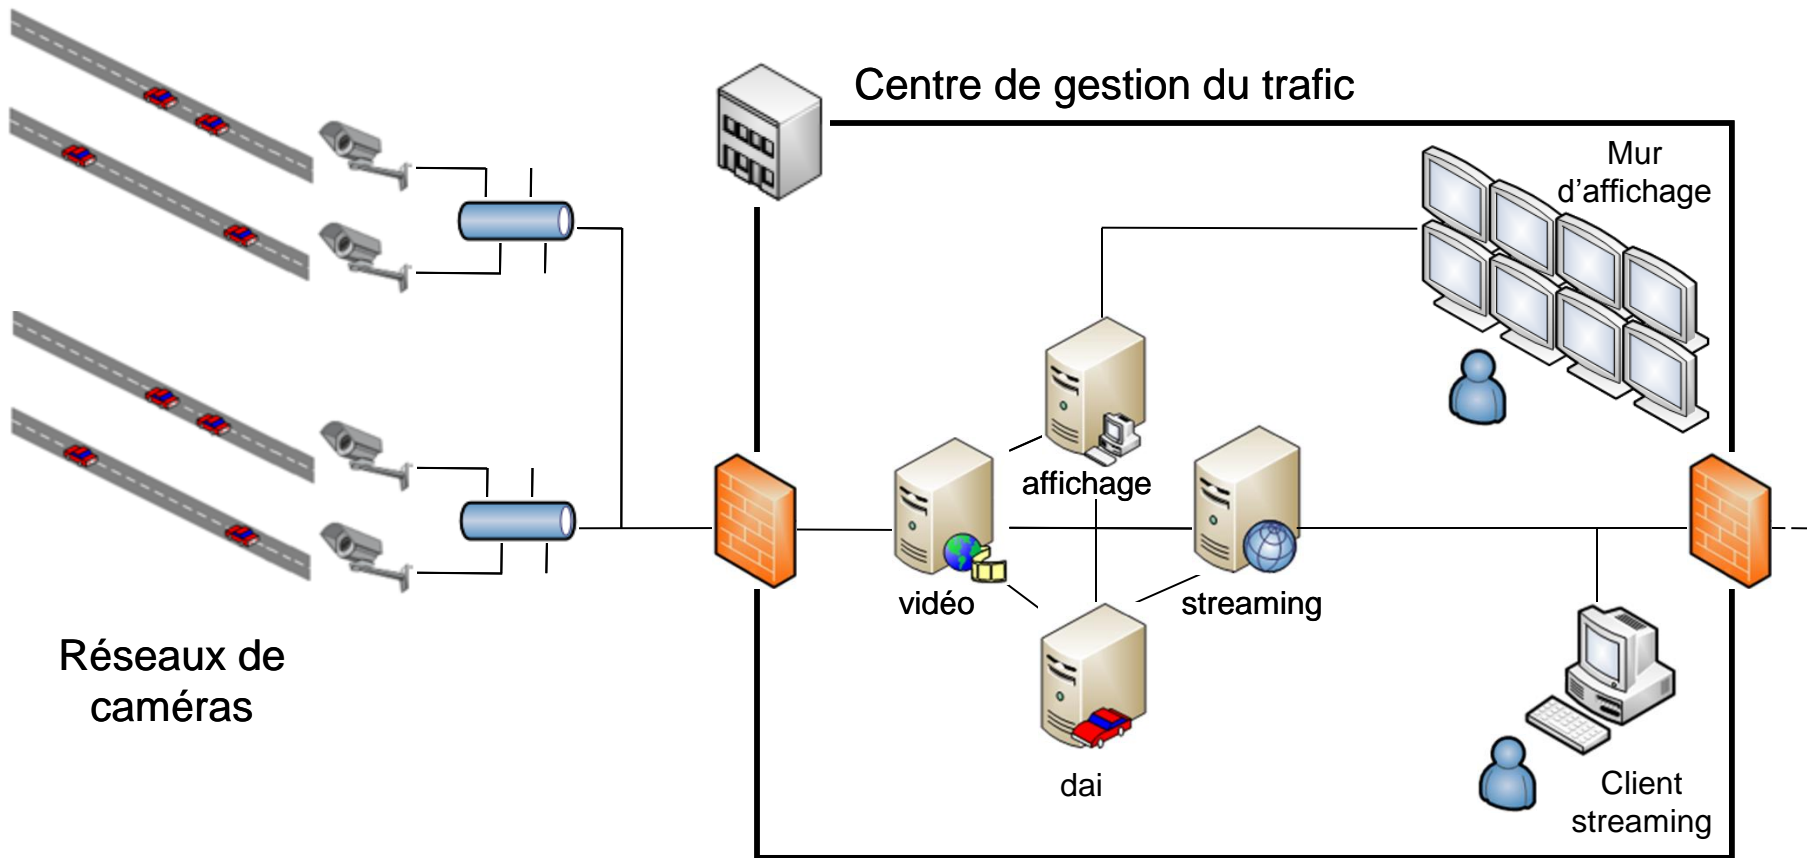 Centre de gestion du trafic
Mur
d’affichage
affichage
vidéo
streaming
dai
Réseaux de
caméras
Client
streaming